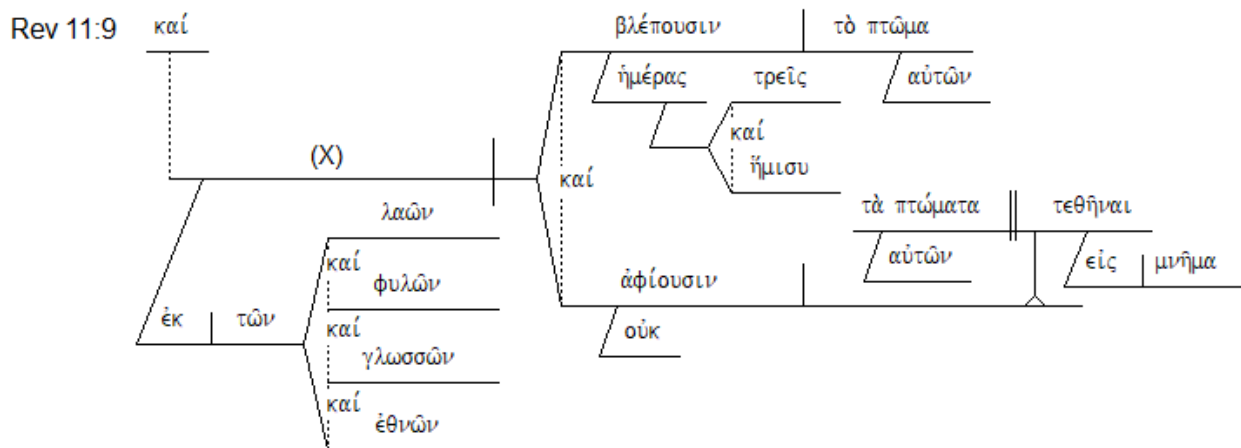 Rev 11:9 καί βλέπουσιν τὸ πτῶμα
ἡμέρας τρεῖς αὐτῶν
καί
(X) ἥμισυ
καί
λαῶν τὰ πτώματα τεθῆναι
καί αὐτῶν εἰς μνῆμα
φυλῶν ἀφίουσιν
ἐκ τῶν καί οὐκ
γλωσσῶν
καί
ἐθνῶν